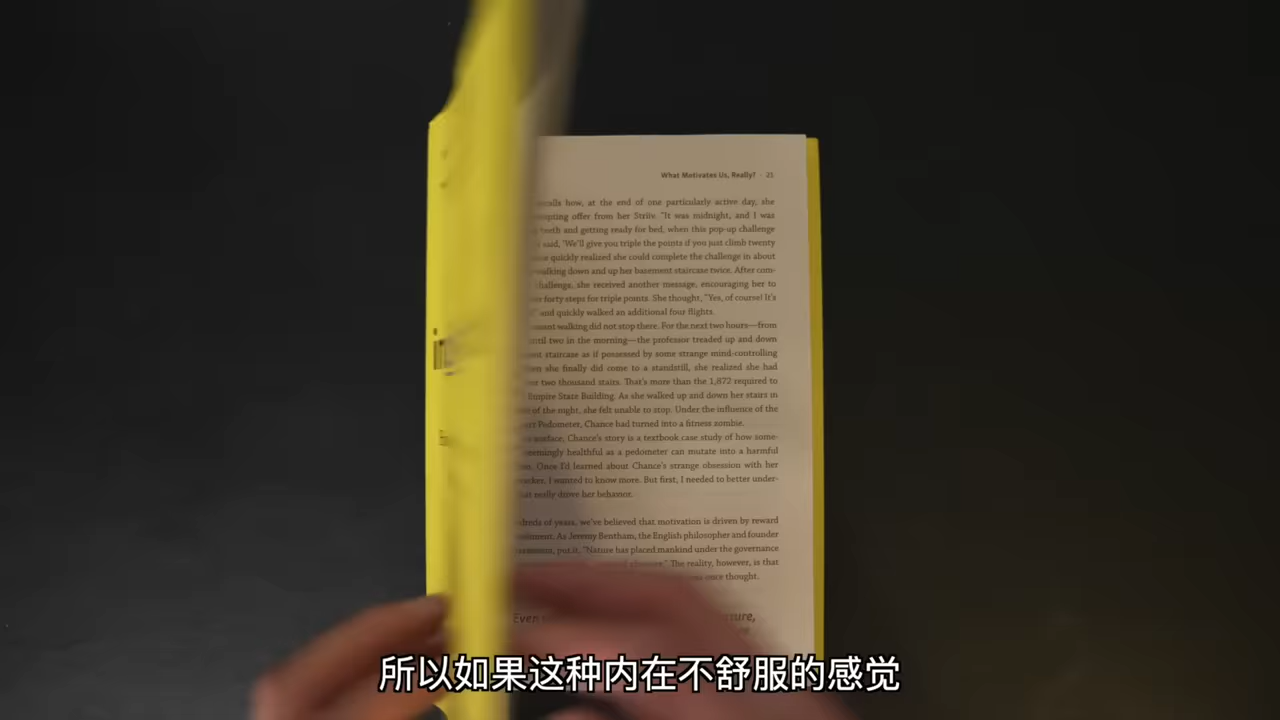 What Motivates Us, Really? · 21
calls how, at the end of one particularly active day, she
offer from her Striiv. "It was midnight, and I was
teeth and getting ready for bed, when this pop-up challenge
said, 'We'll give you triple the points if you just climb twenty
quickly realized she could complete the challenge in about
walking down and up her basement staircase twice. After com-
challenge, she received another message, encouraging her to
forty steps for triple points. She thought, "Yes, of course! It's
and quickly walked an additional four flights.
walking did not stop there. For the next two hours—from
until two in the morning—the professor treaded up and down
staircase as if possessed by some strange mind-controlling
she finally did come to a standstill, she realized she had
two thousand stairs. That's more than the 1,872 required to
Empire State Building. As she walked up and down her stairs in
of the night, she felt unable to stop. Under the influence of the
Pedometer, Chance had turned into a fitness zombie.
surface, Chance's story is a textbook case study of how some-
seemingly healthful as a pedometer can mutate into a harmful
Once I'd learned about Chance's strange obsession with her
I wanted to know more. But first, I needed to better under-
really drove her behavior.
of years, we've believed that motivation is driven by reward
As Jeremy Bentham, the English philosopher and founder
put it, "Nature has placed mankind under the governance
The reality, however, is that
once thought.
Even
所以如果这种内在不舒服的感觉